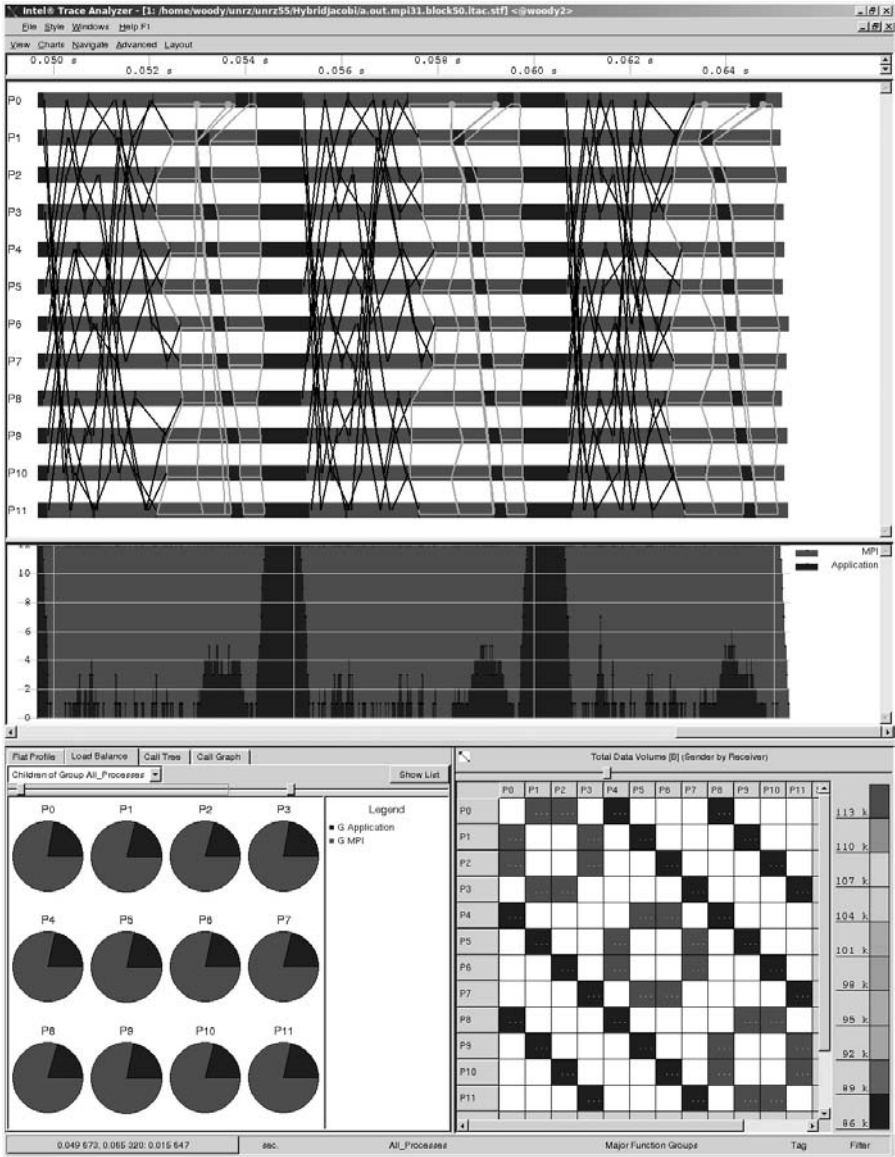 Intel® Trace Analyzer - [1: /home/woody/unrz/unrz55/HybridJacobi/a.out.mpi31.block50.itac.stf] <@woody2>
File Style Windows Help F1
View Charts Navigate Advanced Layout
0.050 s 0.054 s 0.058 s 0.062 s
0.052 s 0.056 s 0.060 s 0.064 s
P0
P1
P2
P3
P4
P5
P6
P7
P8
P9
P10
P11
12
10
8
6
4
2
0
MPI
Application
Flat Profile Load Balance Call Tree Call Graph
Children of Group All_Processes
Show List
P0 P1 P2 P3
P4 P5 P6 P7
P8 P9 P10 P11
Legend
G Application
G MPI
Total Data Volume [B] (Sender by Receiver)
P0 P1 P2 P3 P4 P5 P6 P7 P8 P9 P10 P11
P0
P1
P2
P3
P4
P5
P6
P7
P8
P9
P10
P11
113 k
110 k
107 k
104 k
101 k
98 k
95 k
92 k
89 k
86 k
0.049 673, 0.065 320: 0.015 647 sec. All_Processes Major Function Groups Tag Filter